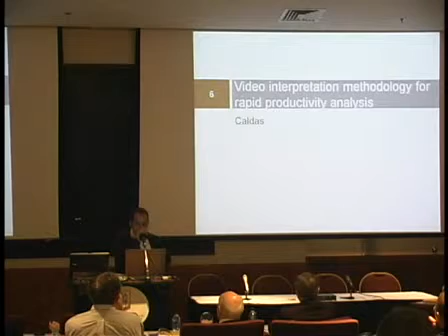 6
Video interpretation methodology for
rapid productivity analysis
Caldas